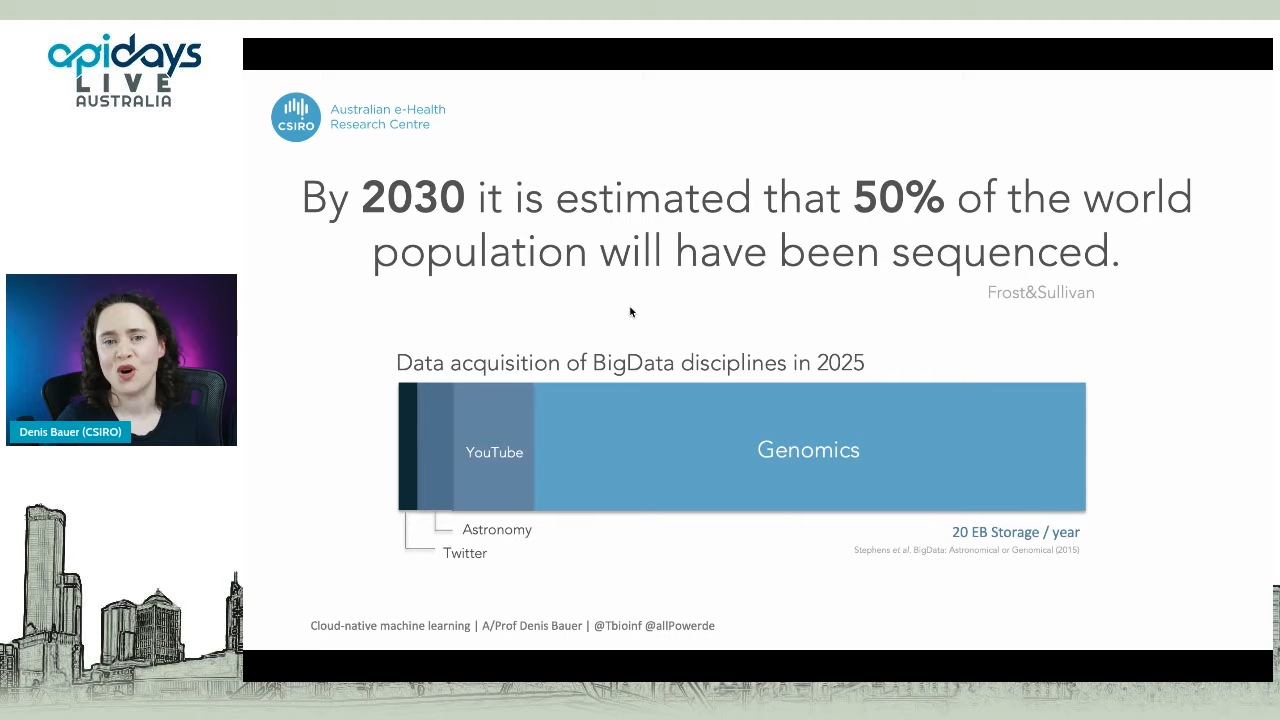 apidays
LIVE
AUSTRALIA
CSIRO
Australian e-Health
Research Centre
By 2030 it is estimated that 50% of the world
population will have been sequenced.
Frost&Sullivan
Data acquisition of BigData disciplines in 2025
YouTube
Genomics
Astronomy
Twitter
20 EB Storage / year
Stephens et al. BigData: Astronomical or Genomical (2015)
Denis Bauer (CSIRO)
Cloud-native machine learning | A/Prof Denis Bauer | @Tbioinf @allPowerde